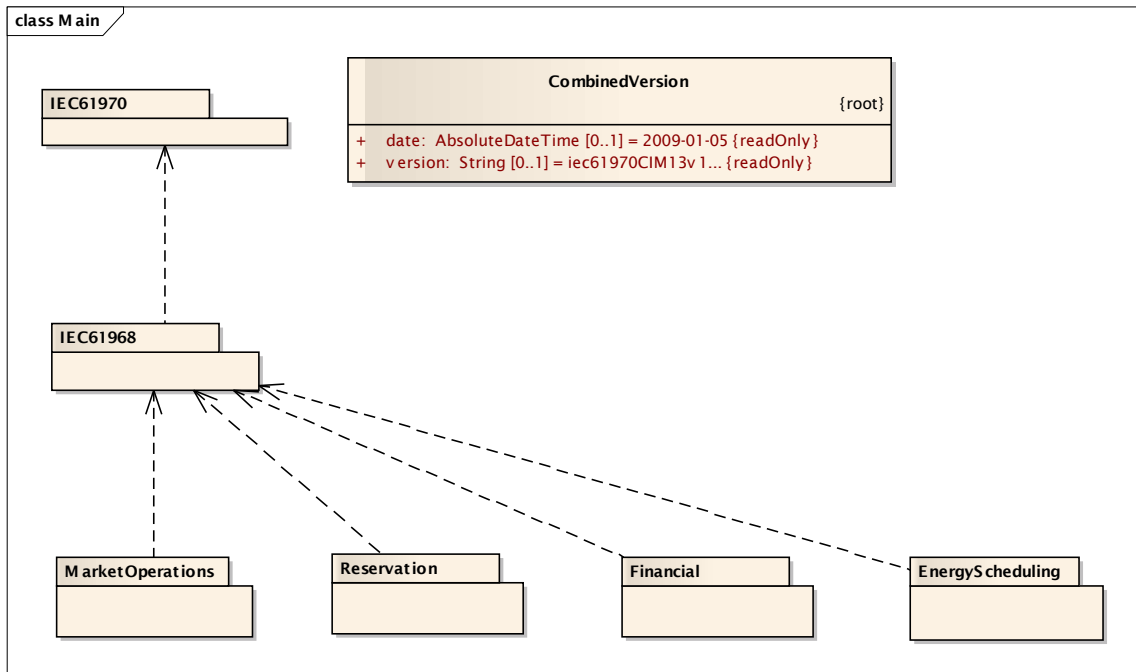 class Main
CombinedVersion
{root}
+ date: AbsoluteDateTime [0..1] = 2009-01-05 {readOnly}
+ version: String [0..1] = iec61970CIM13v1... {readOnly}
IEC61970
IEC61968
MarketOperations
Reservation
Financial
EnergyScheduling